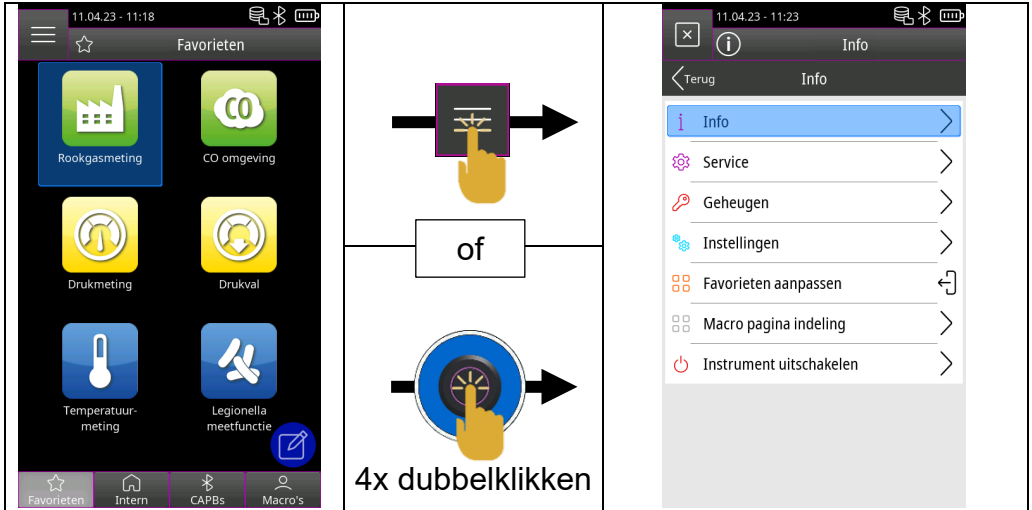 11.04.23 - 11:18
Favorieten
Rookgasmeting
CO
CO omgeving
Drukmeting
Drukval
Temperatuur-
meting
Legionella
meetfunctie
Favorieten
Intern
CAPBs
Macro's
of
4x dubbelklikken
11.04.23 - 11:23
Info
Terug
Info
Info
Service
Geheugen
Instellingen
Favorieten aanpassen
Macro pagina indeling
Instrument uitschakelen